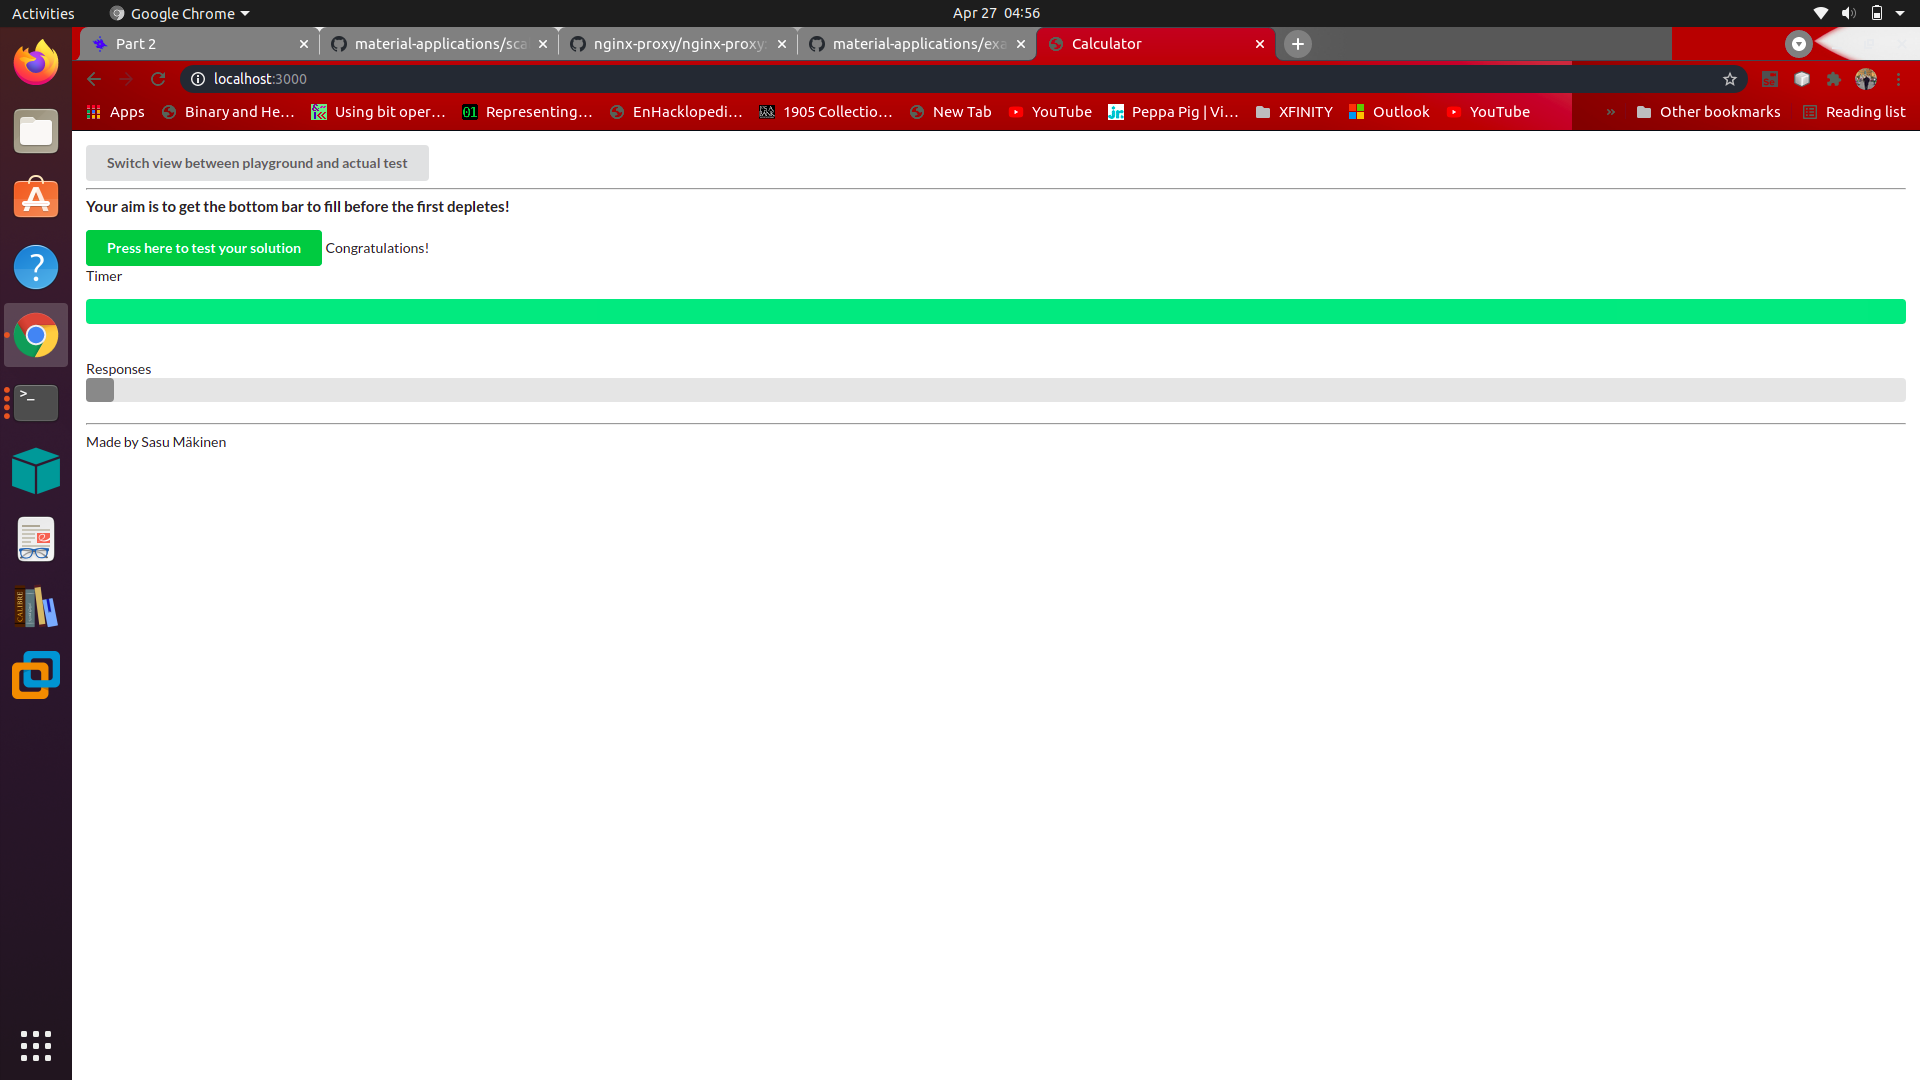 Activities Google Chrome Apr 27 04:56
Part 2 material-applications/sca nginx-proxy/nginx-proxy: material-applications/exa Calculator
localhost:3000
Apps Binary and He... Using bit oper... Representing... EnHacklopedi... 1905 Collectio... New Tab YouTube Peppa Pig | Vi... XFINITY Outlook YouTube » Other bookmarks Reading list
Switch view between playground and actual test
Your aim is to get the bottom bar to fill before the first depletes!
Press here to test your solution Congratulations!
Timer
Responses
Made by Sasu Mäkinen
CALIBRE